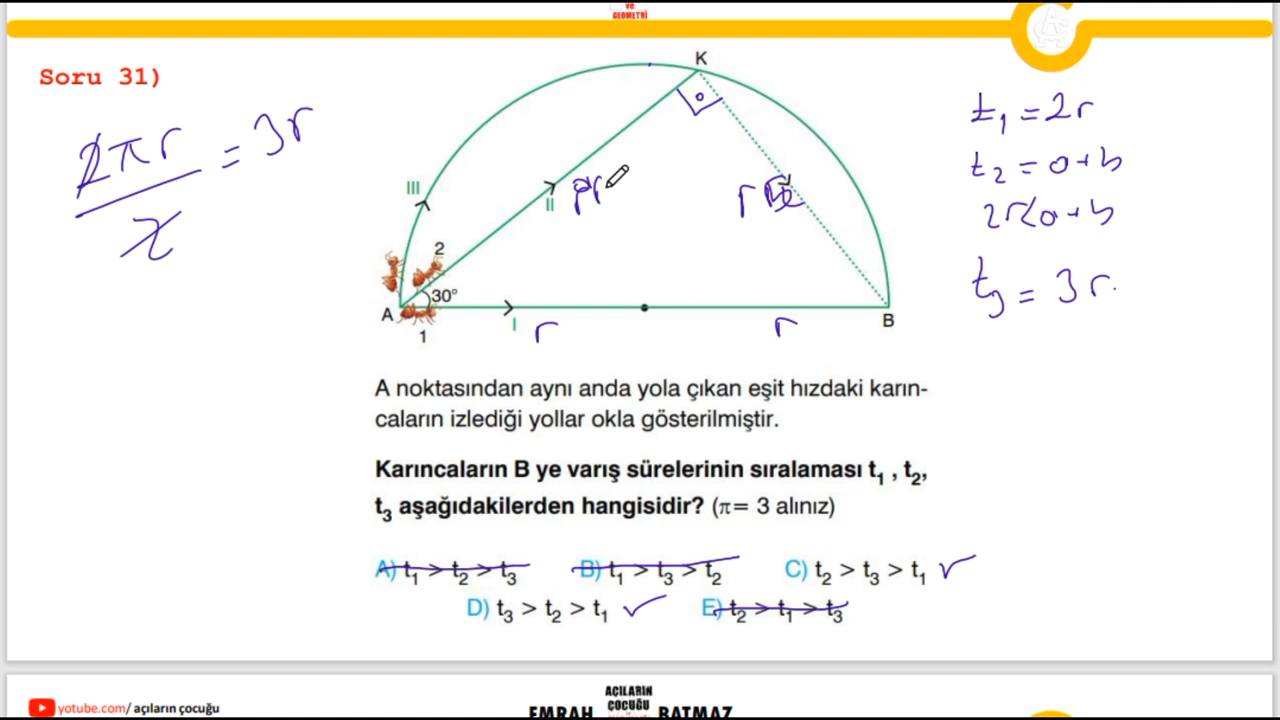 VE
GEOMETRİ
Soru 31)
2πr
= 3r
2
K
III
II
2
30°
A
1
I
B
r
r
r
t₁ = 2r
t₂ = a+b
2r<a+b
t₃ = 3r.
A noktasından aynı anda yola çıkan eşit hızdaki karın-
caların izlediği yollar okla gösterilmiştir.
Karıncaların B ye varış sürelerinin sıralaması t₁ , t₂,
t₃ aşağıdakilerden hangisidir? (π= 3 alınız)
A) t₁ > t₂ > t₃ B) t₁ > t₃ > t₂ C) t₂ > t₃ > t₁
D) t₃ > t₂ > t₁ E) t₂ > t₁ > t₃
yotube.com/ açıların çocuğu
AÇILARIN
EMRAH ÇOCUĞU BATMAZ